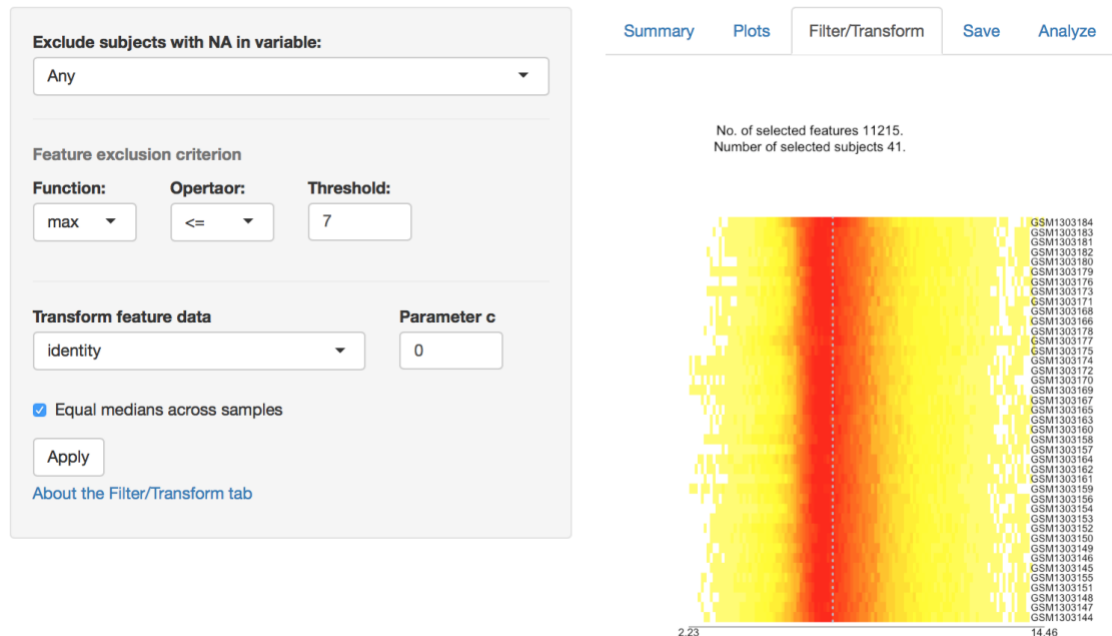 Exclude subjects with NA in variable:
Any
Feature exclusion criterion
Function:
Opertaor:
Threshold:
max
<=
7
Transform feature data
Parameter c
identity
0
Equal medians across samples
Apply
About the Filter/Transform tab
Summary
Plots
Filter/Transform
Save
Analyze
No. of selected features 11215.
Number of selected subjects 41.
GSM1303184
GSM1303183
GSM1303181
GSM1303182
GSM1303180
GSM1303179
GSM1303176
GSM1303173
GSM1303171
GSM1303168
GSM1303166
GSM1303178
GSM1303177
GSM1303175
GSM1303174
GSM1303172
GSM1303170
GSM1303169
GSM1303167
GSM1303165
GSM1303163
GSM1303160
GSM1303158
GSM1303157
GSM1303164
GSM1303162
GSM1303161
GSM1303159
GSM1303156
GSM1303154
GSM1303153
GSM1303152
GSM1303150
GSM1303149
GSM1303146
GSM1303145
GSM1303155
GSM1303151
GSM1303148
GSM1303147
GSM1303144
2.23
14.46